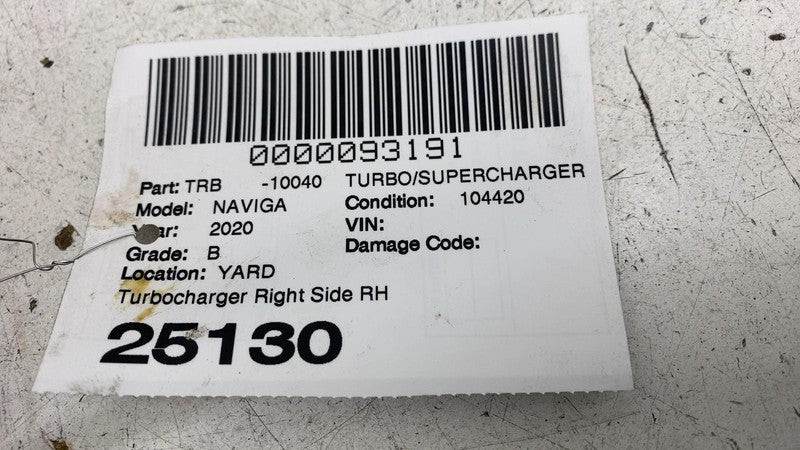 0000093191
Part: TRB -10040 TURBO/SUPERCHARGER
Model: NAVIGA Condition: 104420
Year: 2020 VIN:
Grade: B Damage Code:
Location: YARD
Turbocharger Right Side RH
25130